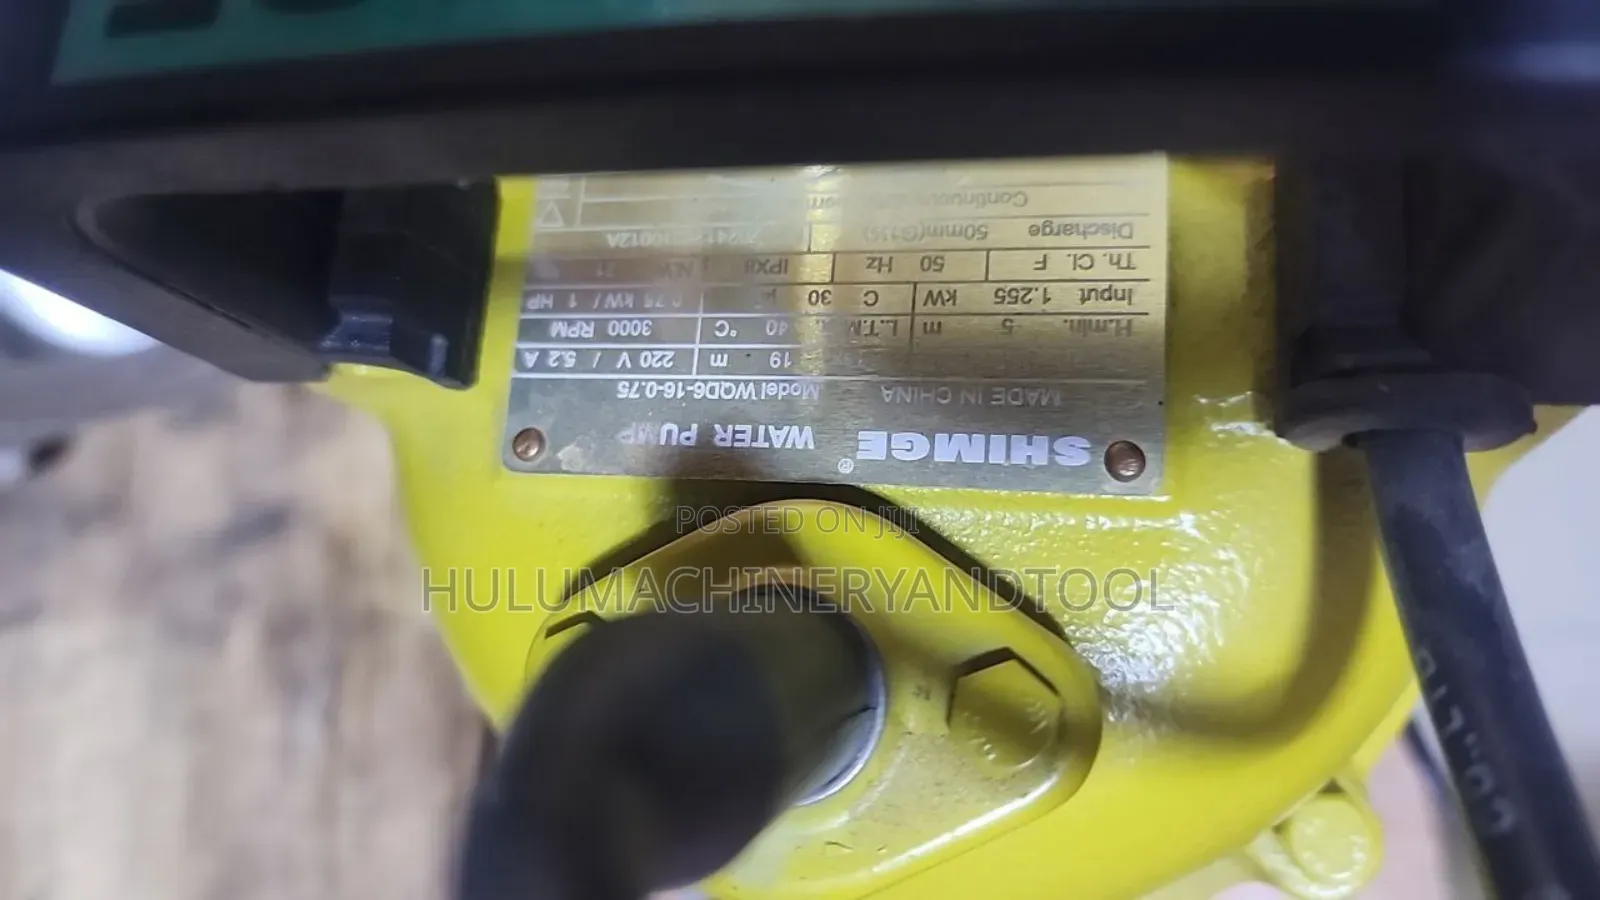 SHIMGE® WATER PUMP
MADE IN CHINA Model WQD6-16-0.75
19 m 220 V / 5.2 A
H.min. 5 m L.T.M. 40 °C 3000 RPM
Input 1.255 kW C 30 µF 0.75 kW / 1 HP
Th. Cl. F 50 Hz IPX8
Discharge 50mm
Continuous
POSTED ON JIJI
HULUMACHINERYANDTOOL